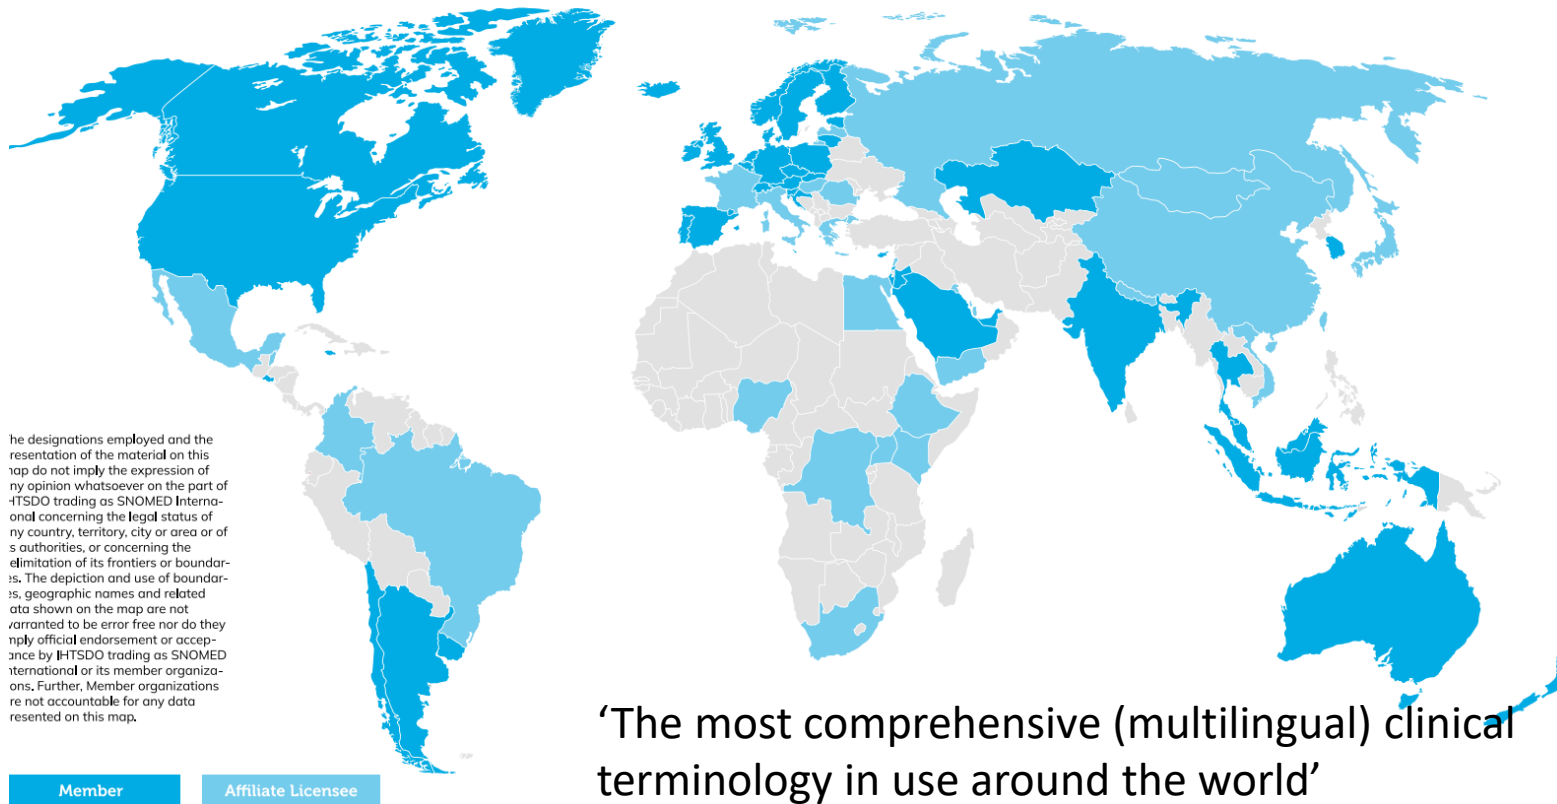 he designations employed and the
resentation of the material on this
nap do not imply the expression of
ny opinion whatsoever on the part of
HTSDO trading as SNOMED Interna-
onal concerning the legal status of
ny country, territory, city or area or of
s authorities, or concerning the
elimitation of its frontiers or boundar-
es. The depiction and use of boundar-
es, geographic names and related
ata shown on the map are not
varranted to be error free nor do they
mply official endorsement or accep-
ance by IHTSDO trading as SNOMED
nternational or its member organiza-
ons. Further, Member organizations
re not accountable for any data
resented on this map.
‘The most comprehensive (multilingual) clinical
terminology in use around the world’
Member
Affiliate Licensee